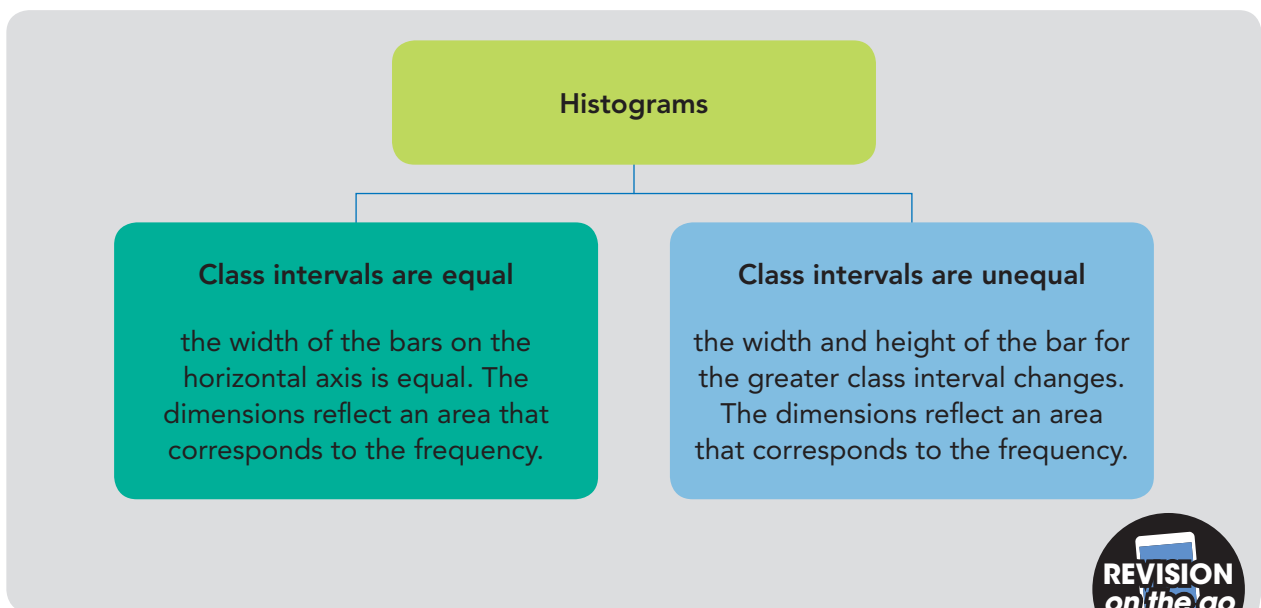 Histograms
Class intervals are equal
the width of the bars on the
horizontal axis is equal. The
dimensions reflect an area that
corresponds to the frequency.
Class intervals are unequal
the width and height of the bar for
the greater class interval changes.
The dimensions reflect an area
that corresponds to the frequency.
REVISION
on the go